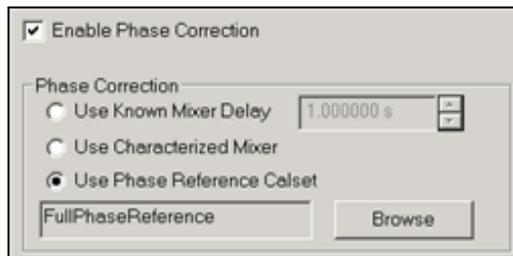 Enable Phase Correction
Phase Correction
Use Known Mixer Delay 1.000000 s
Use Characterized Mixer
Use Phase Reference Calset
FullPhaseReference Browse